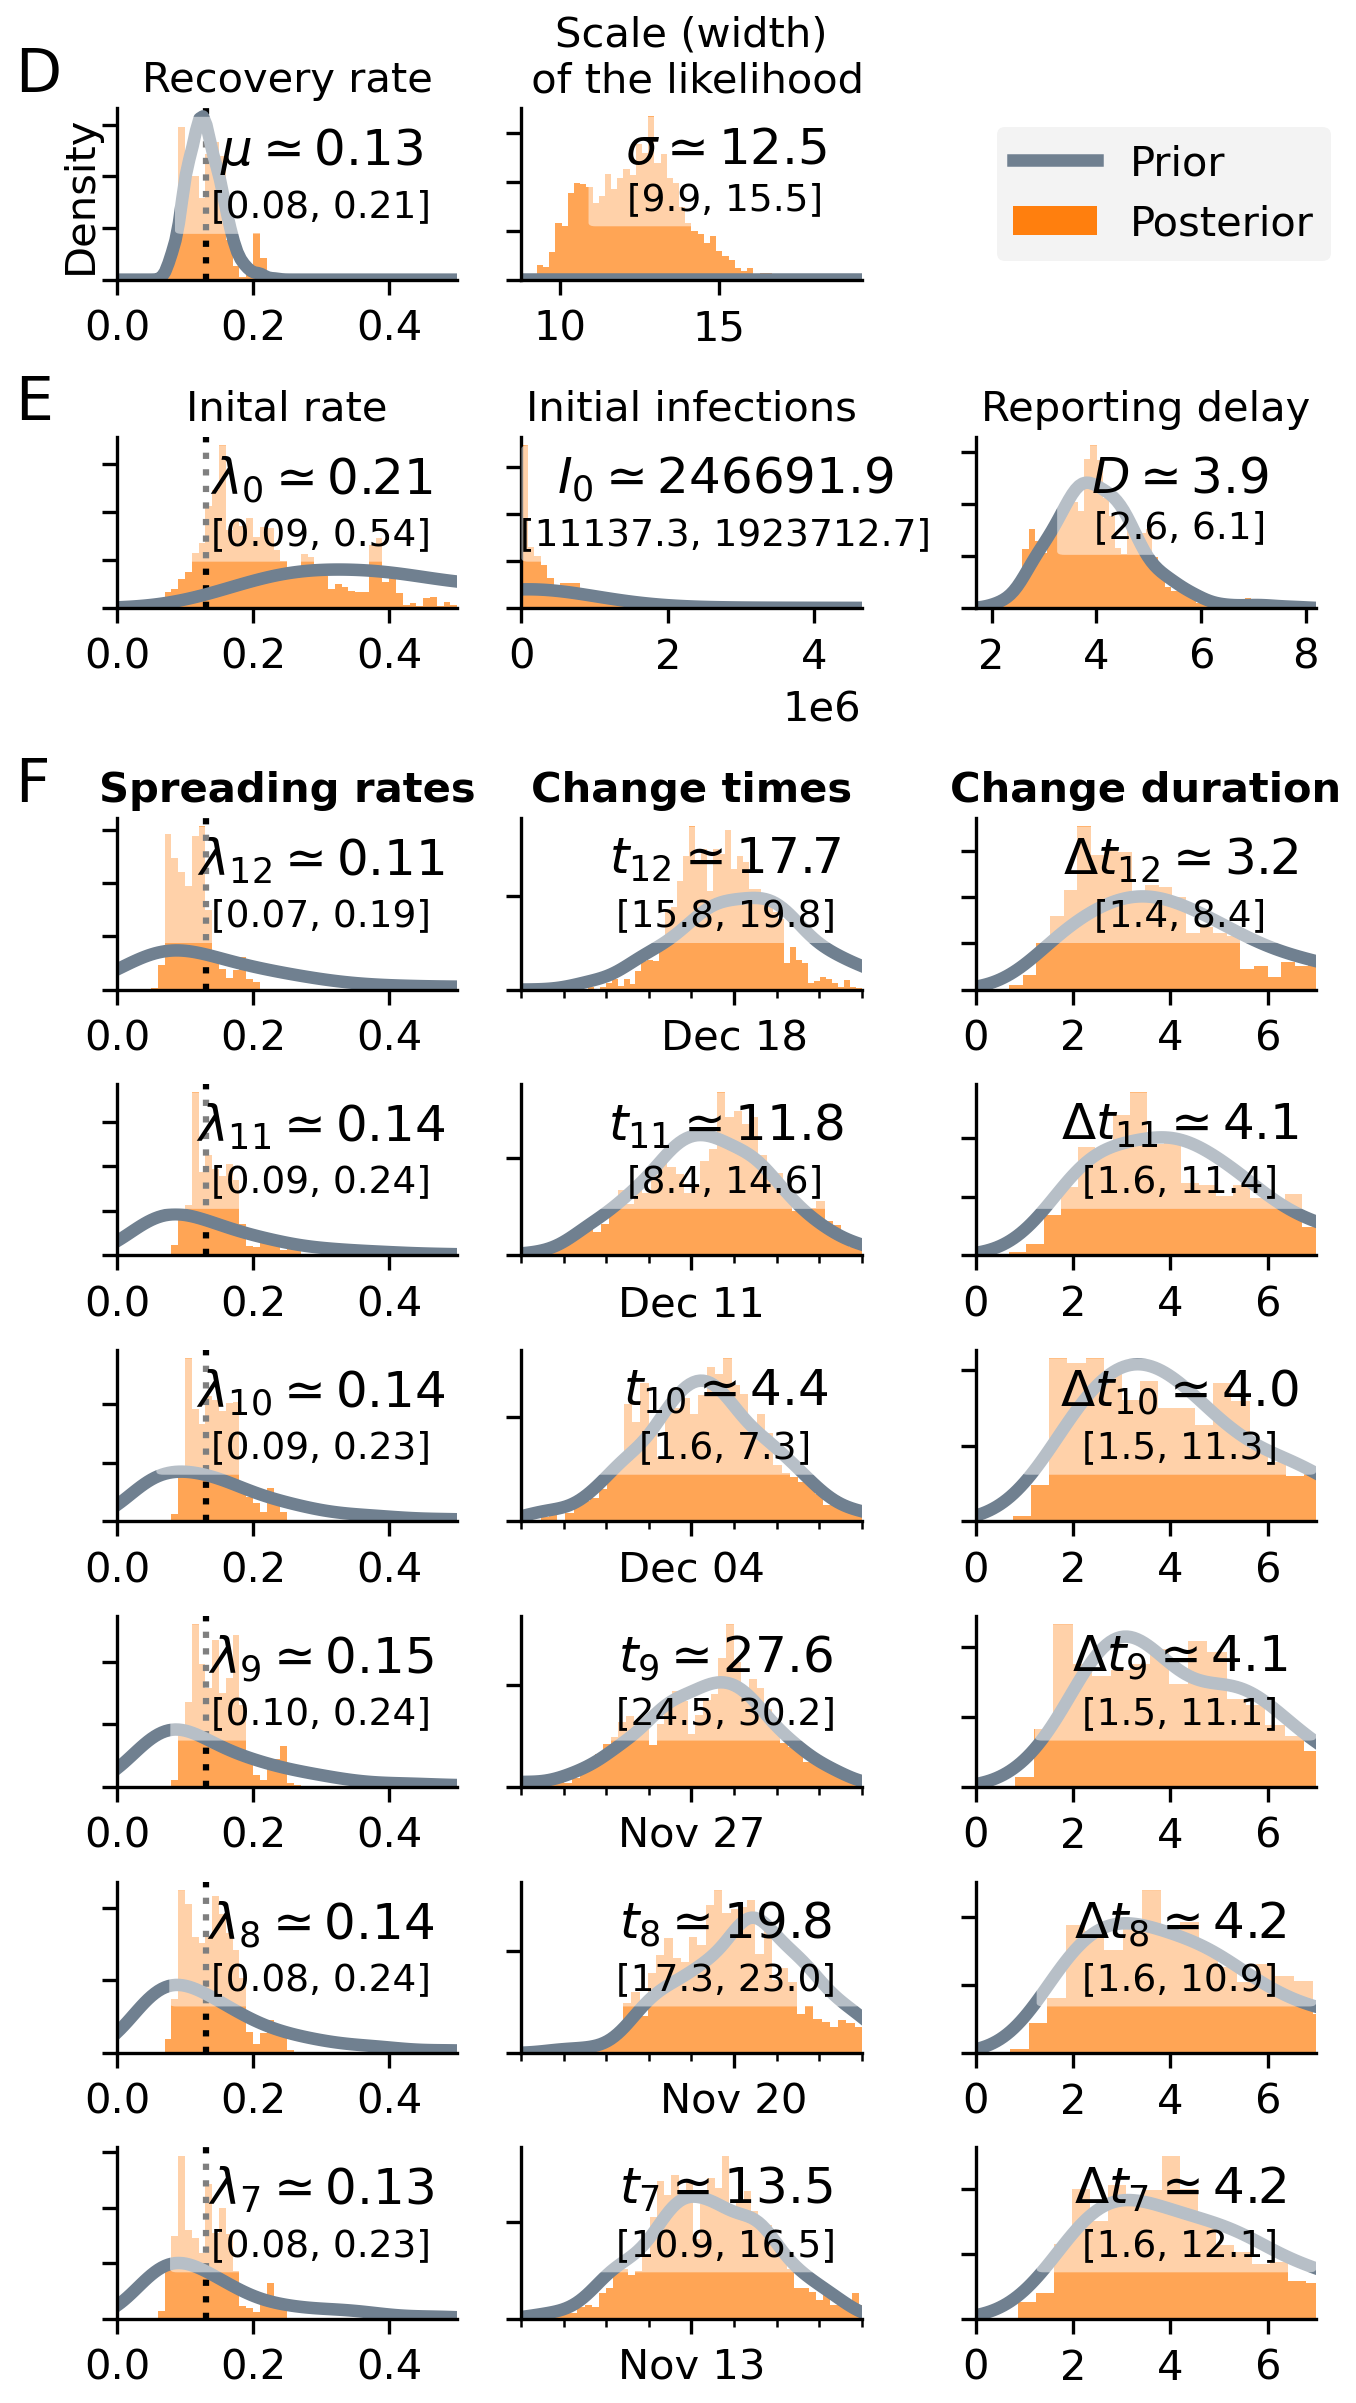 D
Recovery rate
Scale (width)
of the likelihood
Density
μ ≃ 0.13
[0.08, 0.21]
0.0 0.2 0.4
σ ≃ 12.5
[9.9, 15.5]
10 15
Prior
Posterior
E
Inital rate
Initial infections
Reporting delay
λ0 ≃ 0.21
[0.09, 0.54]
0.0 0.2 0.4
I0 ≃ 246691.9
[11137.3, 1923712.7]
0 2 4
1e6
D ≃ 3.9
[2.6, 6.1]
2 4 6 8
F
Spreading rates
Change times
Change duration
λ12 ≃ 0.11
[0.07, 0.19]
0.0 0.2 0.4
t12 ≃ 17.7
[15.8, 19.8]
Dec 18
Δt12 ≃ 3.2
[1.4, 8.4]
0 2 4 6
λ11 ≃ 0.14
[0.09, 0.24]
0.0 0.2 0.4
t11 ≃ 11.8
[8.4, 14.6]
Dec 11
Δt11 ≃ 4.1
[1.6, 11.4]
0 2 4 6
λ10 ≃ 0.14
[0.09, 0.23]
0.0 0.2 0.4
t10 ≃ 4.4
[1.6, 7.3]
Dec 04
Δt10 ≃ 4.0
[1.5, 11.3]
0 2 4 6
λ9 ≃ 0.15
[0.10, 0.24]
0.0 0.2 0.4
t9 ≃ 27.6
[24.5, 30.2]
Nov 27
Δt9 ≃ 4.1
[1.5, 11.1]
0 2 4 6
λ8 ≃ 0.14
[0.08, 0.24]
0.0 0.2 0.4
t8 ≃ 19.8
[17.3, 23.0]
Nov 20
Δt8 ≃ 4.2
[1.6, 10.9]
0 2 4 6
λ7 ≃ 0.13
[0.08, 0.23]
0.0 0.2 0.4
t7 ≃ 13.5
[10.9, 16.5]
Nov 13
Δt7 ≃ 4.2
[1.6, 12.1]
0 2 4 6